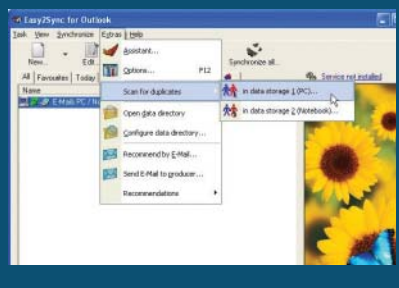 Easy2Sync for Outlook
Task View Synchronize Extras Help
New... Edit... Synchronize all...
Assistant...
Options... F12
All Favourites Today Service not installed
Name
Scan for duplicates
in data storage 1 (PC)...
E-Mails PC / No
in data storage 2 (Notebook)...
Open data directory
Configure data directory...
Recommend by E-Mail...
Send E-Mail to producer...
Recommendations